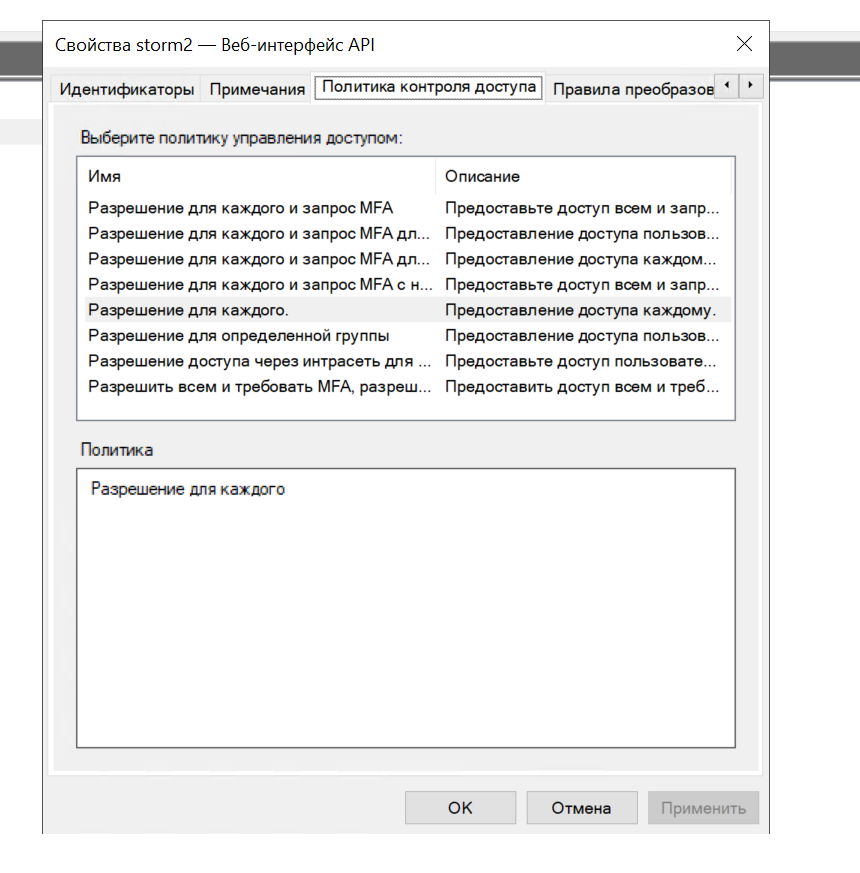 Свойства storm2 — Веб-интерфейс API
Идентификаторы Примечания Политика контроля доступа Правила преобразов
Выберите политику управления доступом:
Имя Описание
Разрешение для каждого и запрос MFA Предоставьте доступ всем и запр...
Разрешение для каждого и запрос MFA дл... Предоставление доступа пользов...
Разрешение для каждого и запрос MFA дл... Предоставление доступа каждом...
Разрешение для каждого и запрос MFA с н... Предоставьте доступ всем и запр...
Разрешение для каждого. Предоставление доступа каждому.
Разрешение для определенной группы Предоставление доступа пользов...
Разрешение доступа через интрасеть для ... Предоставьте доступ пользовате...
Разрешить всем и требовать MFA, разреш... Предоставить доступ всем и треб...
Политика
Разрешение для каждого
OK Отмена Применить